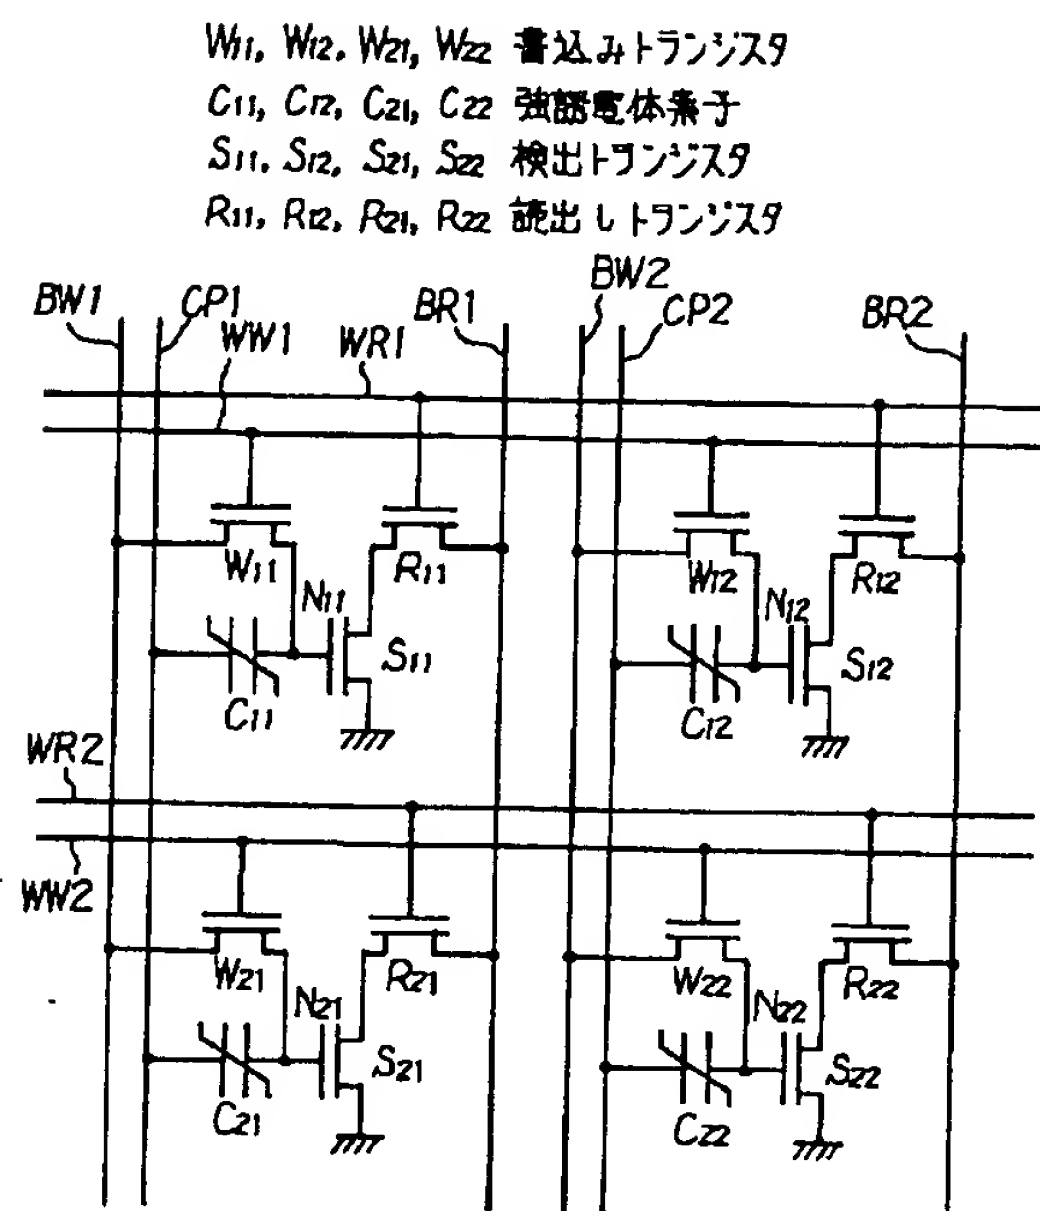 W11, W12, W21, W22 書込みトランジスタ
C11, C12, C21, C22 強誘電体素子
S11, S12, S21, S22 検出トランジスタ
R11, R12, R21, R22 読出しトランジスタ
BW1 CP1 WW1 WR1 BR1 BW2 CP2 BR2
W11 R11 W12 R12
N11 N12
S11 S12
C11 C12
WR2
WW2
W21 R21 W22 R22
N21 N22
S21 S22
C21 C22